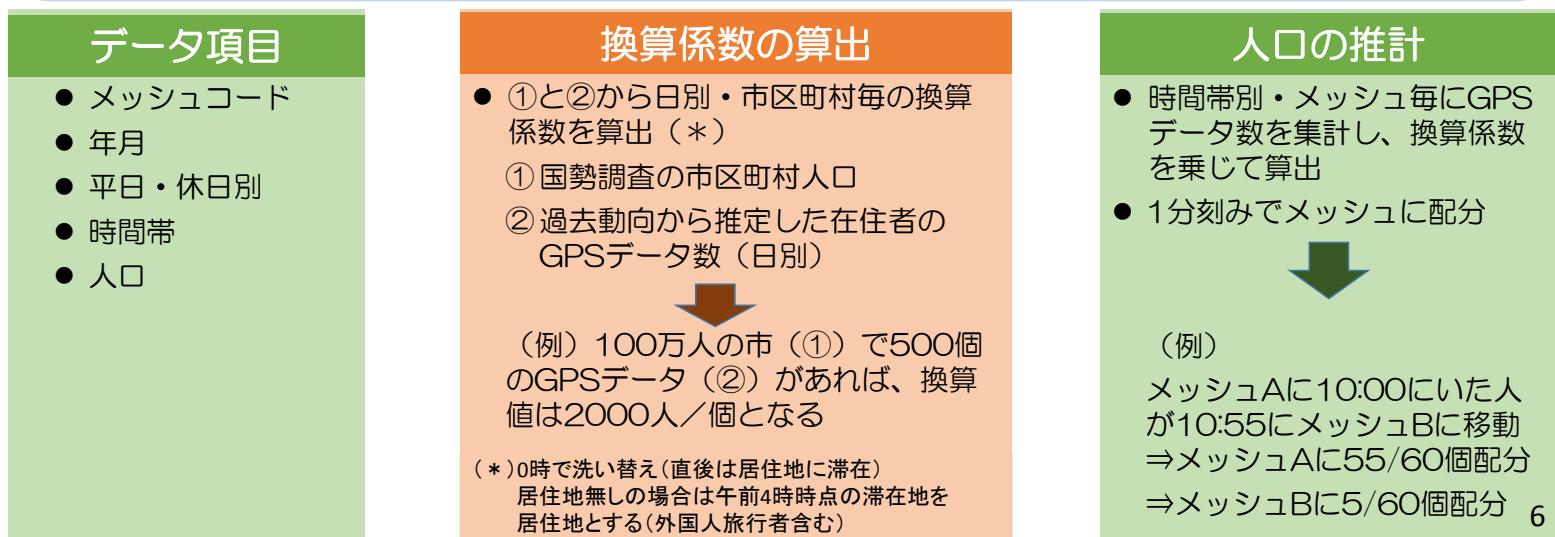 データ項目
● メッシュコード
● 年月
● 平日・休日別
● 時間帯
● 人口
換算係数の算出
● ①と②から日別・市区町村毎の換算
係数を算出（＊）
① 国勢調査の市区町村人口
② 過去動向から推定した在住者の
GPSデータ数（日別）
（例）100万人の市（①）で500個
のGPSデータ（②）があれば、換算
値は2000人／個となる
（＊）0時で洗い替え（直後は居住地に滞在）
居住地無しの場合は午前4時時点の滞在地を
居住地とする（外国人旅行者含む）
人口の推計
● 時間帯別・メッシュ毎にGPS
データ数を集計し、換算係数
を乗じて算出
● 1分刻みでメッシュに配分
（例）
メッシュAに10:00にいた人
が10:55にメッシュBに移動
⇒メッシュAに55/60個配分
⇒メッシュBに5/60個配分
6